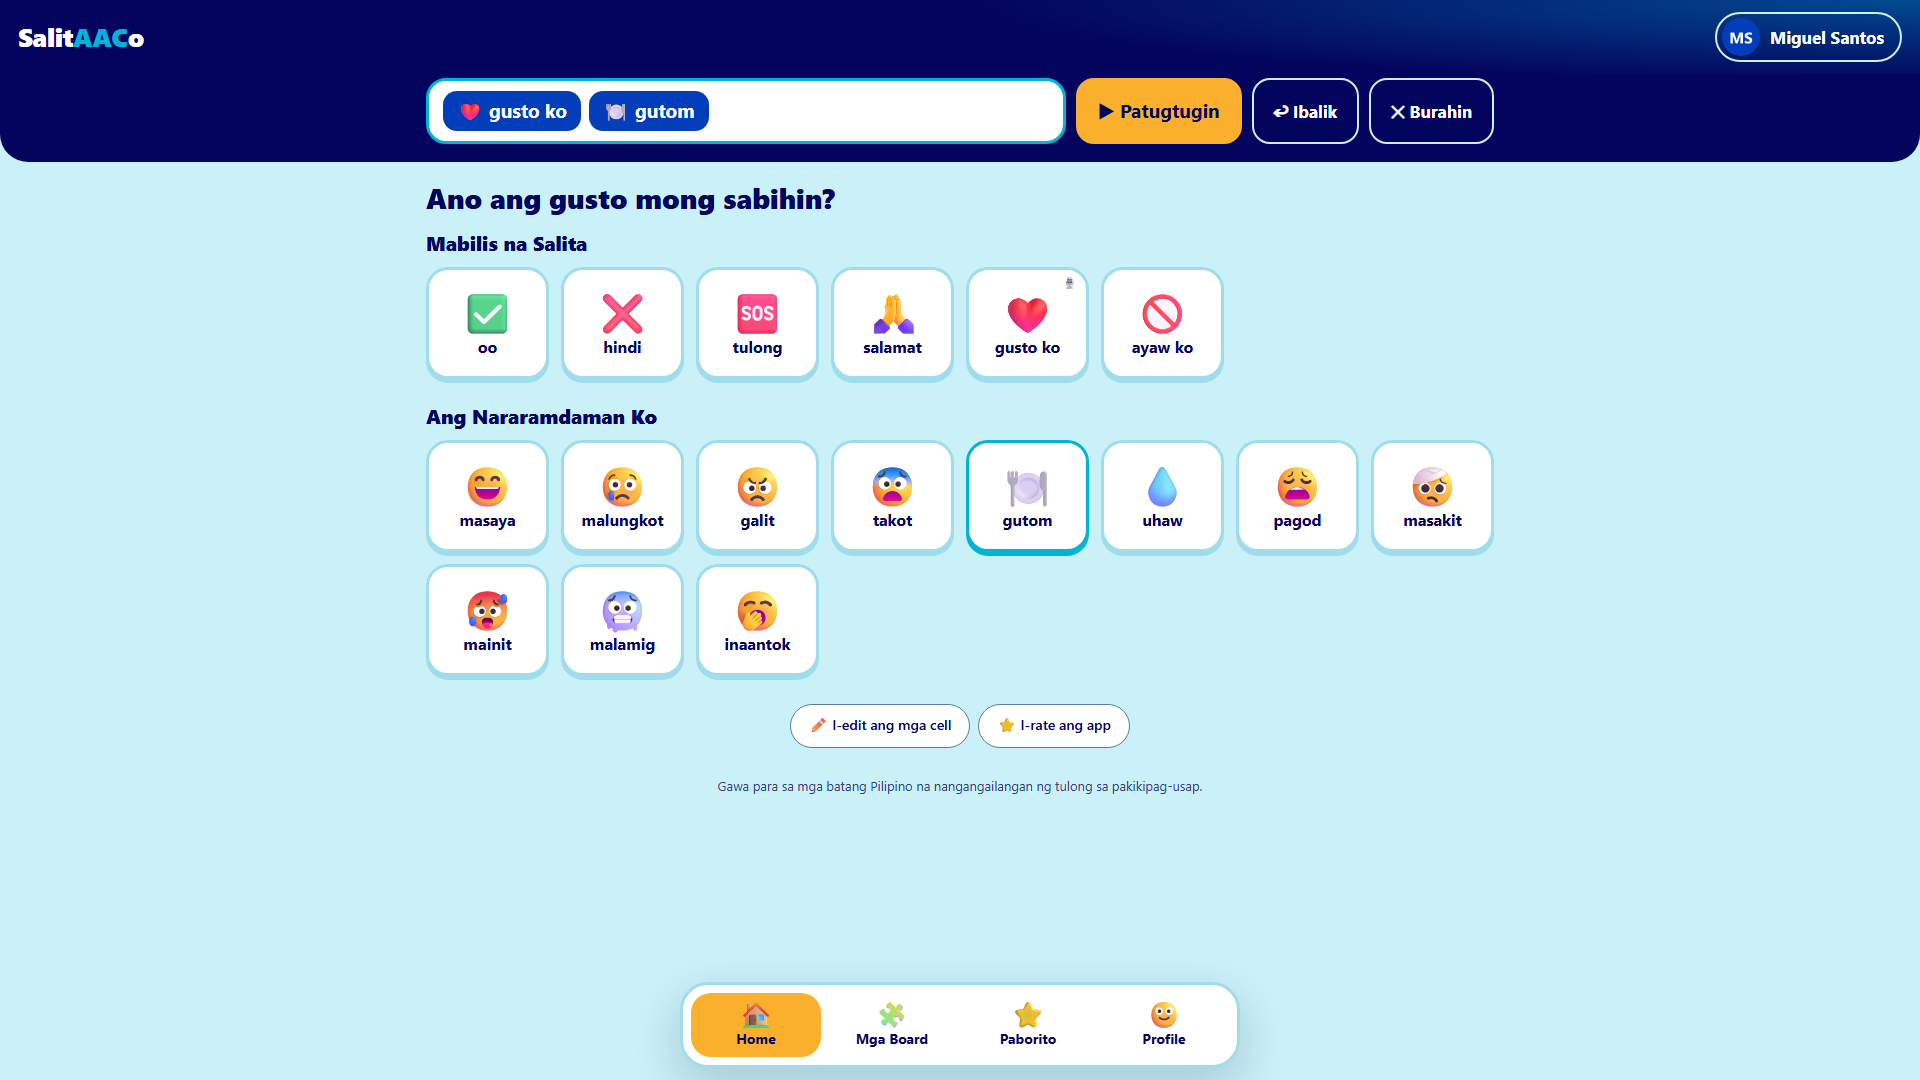 SalitAACo
MS Miguel Santos
gusto ko gutom
Patugtugin
Ibalik
Burahin
Ano ang gusto mong sabihin?
Mabilis na Salita
oo
hindi
SOS
tulong
salamat
gusto ko
ayaw ko
Ang Nararamdaman Ko
masaya
malungkot
galit
takot
gutom
uhaw
pagod
masakit
mainit
malamig
inaantok
I-edit ang mga cell
I-rate ang app
Gawa para sa mga batang Pilipino na nangangailangan ng tulong sa pakikipag-usap.
Home
Mga Board
Paborito
Profile